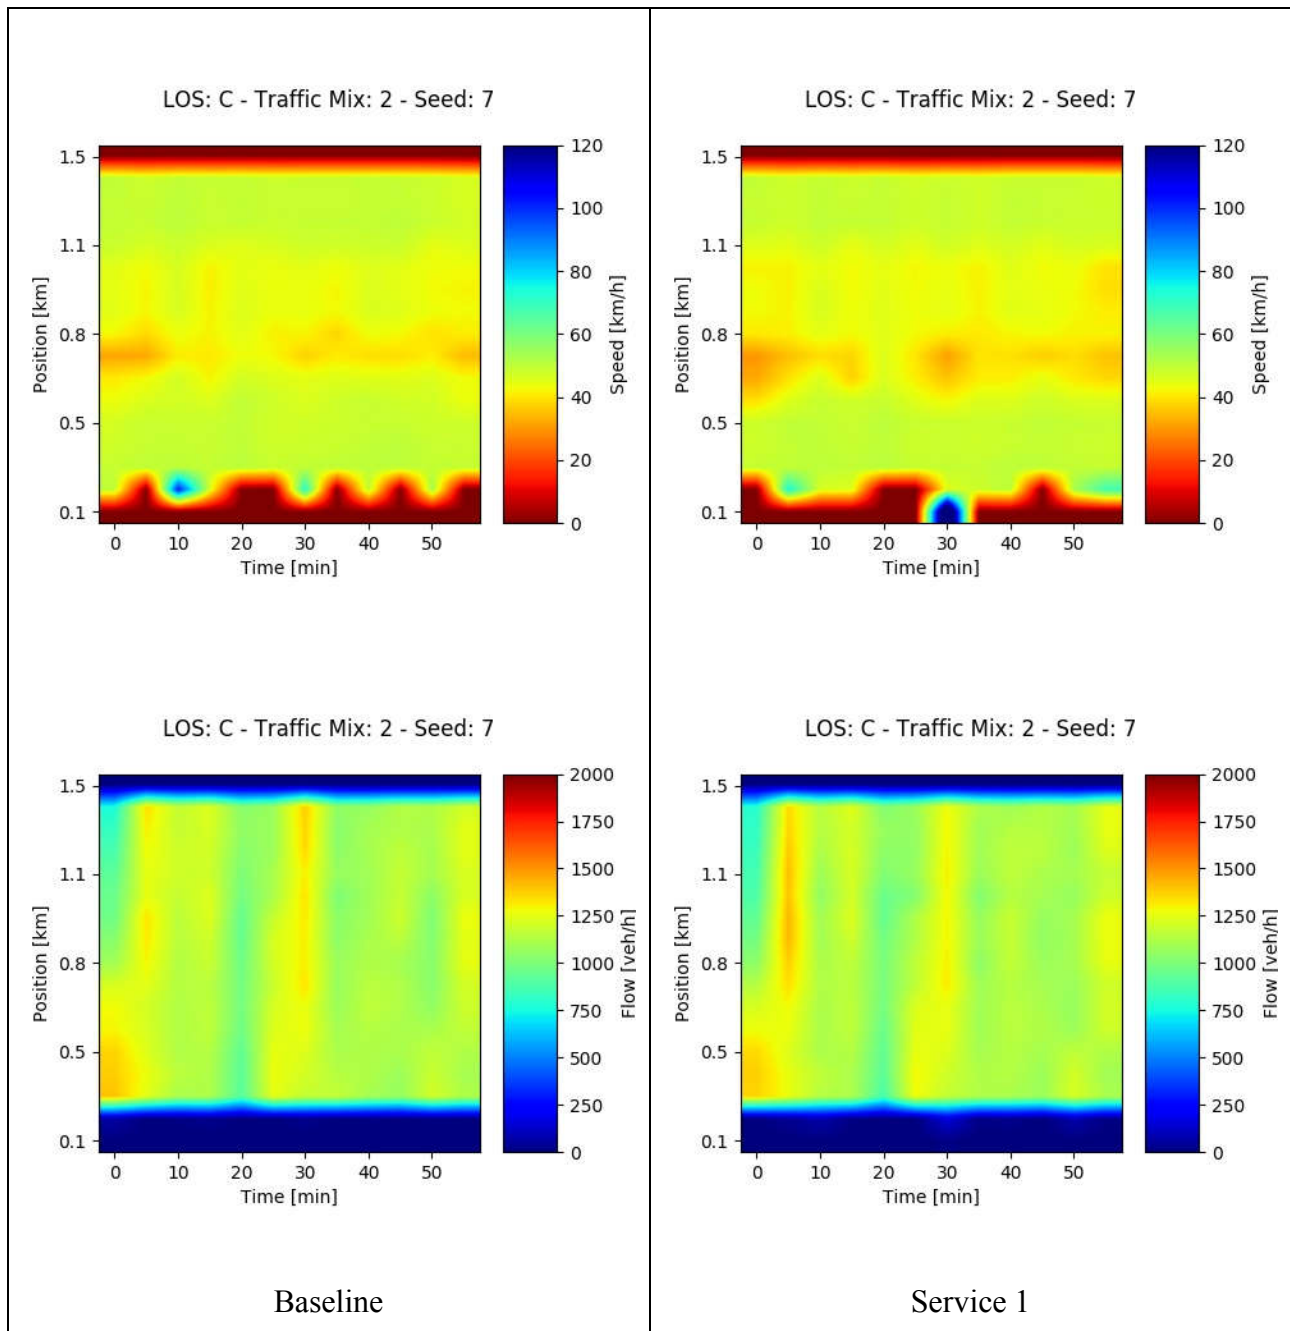 LOS: C - Traffic Mix: 2 - Seed: 7
1.5
1.1
0.8
0.5
0.1
Position [km]
0 10 20 30 40 50
Time [min]
120
100
80
60
40
20
0
Speed [km/h]
LOS: C - Traffic Mix: 2 - Seed: 7
1.5
1.1
0.8
0.5
0.1
Position [km]
0 10 20 30 40 50
Time [min]
120
100
80
60
40
20
0
Speed [km/h]
LOS: C - Traffic Mix: 2 - Seed: 7
1.5
1.1
0.8
0.5
0.1
Position [km]
0 10 20 30 40 50
Time [min]
2000
1750
1500
1250
1000
750
500
250
0
Flow [veh/h]
LOS: C - Traffic Mix: 2 - Seed: 7
1.5
1.1
0.8
0.5
0.1
Position [km]
0 10 20 30 40 50
Time [min]
2000
1750
1500
1250
1000
750
500
250
0
Flow [veh/h]
Baseline
Service 1